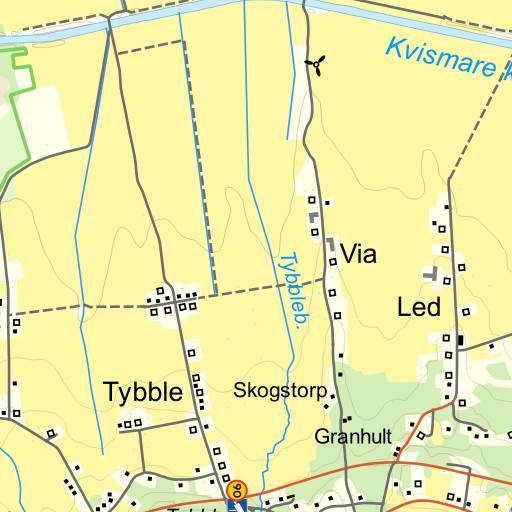 Kvismare k
Via
Tybbleb.
Led
Tybble
Skogstorp
Granhult
90